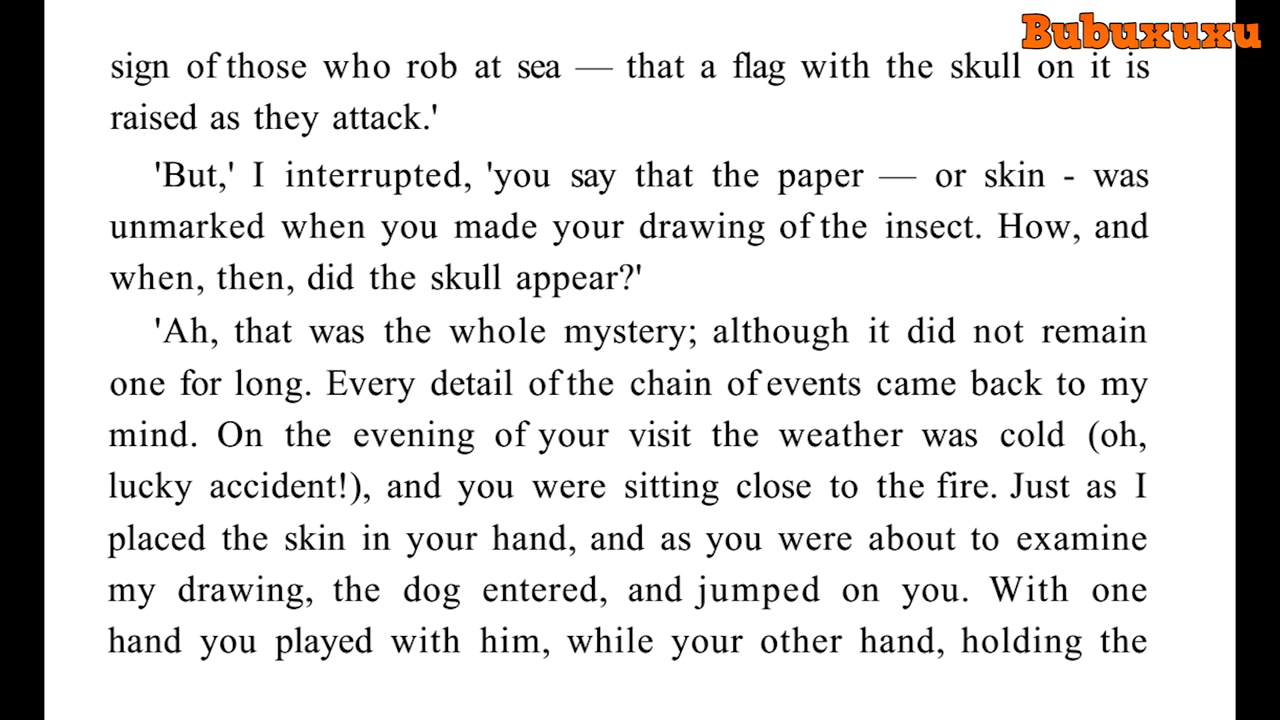 Bubuxuxu
sign of those who rob at sea — that a flag with the skull on it is
raised as they attack.'
'But,' I interrupted, 'you say that the paper — or skin - was
unmarked when you made your drawing of the insect. How, and
when, then, did the skull appear?'
'Ah, that was the whole mystery; although it did not remain
one for long. Every detail of the chain of events came back to my
mind. On the evening of your visit the weather was cold (oh,
lucky accident!), and you were sitting close to the fire. Just as I
placed the skin in your hand, and as you were about to examine
my drawing, the dog entered, and jumped on you. With one
hand you played with him, while your other hand, holding the